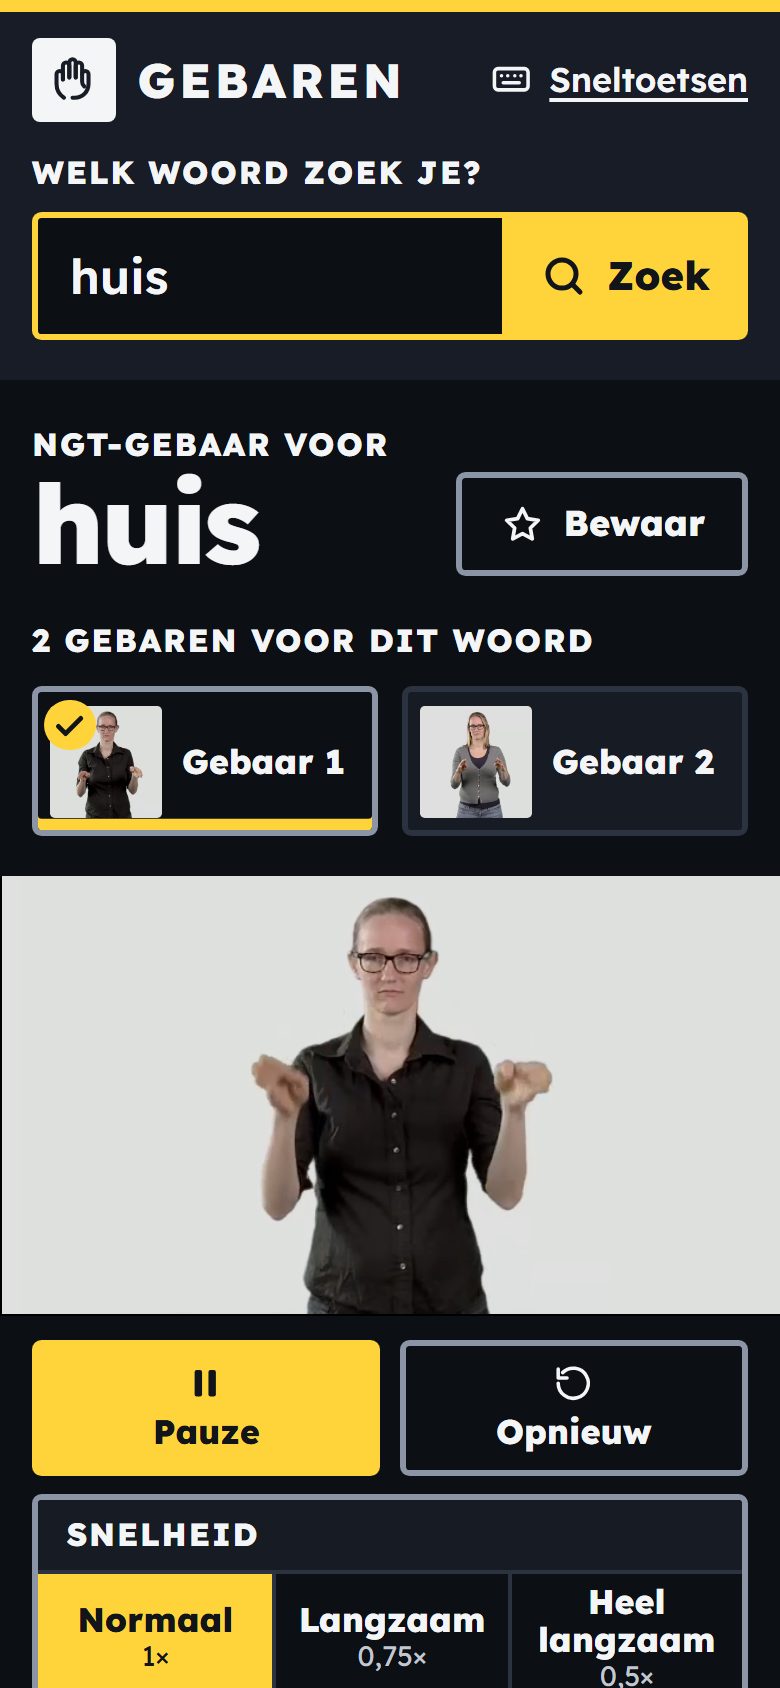 GEBAREN
Sneltoetsen
WELK WOORD ZOEK JE?
huis
Zoek
NGT-GEBAAR VOOR
huis
Bewaar
2 GEBAREN VOOR DIT WOORD
Gebaar 1
Gebaar 2
Pauze
Opnieuw
SNELHEID
Normaal
1×
Langzaam
0,75×
Heel
langzaam
0,5×